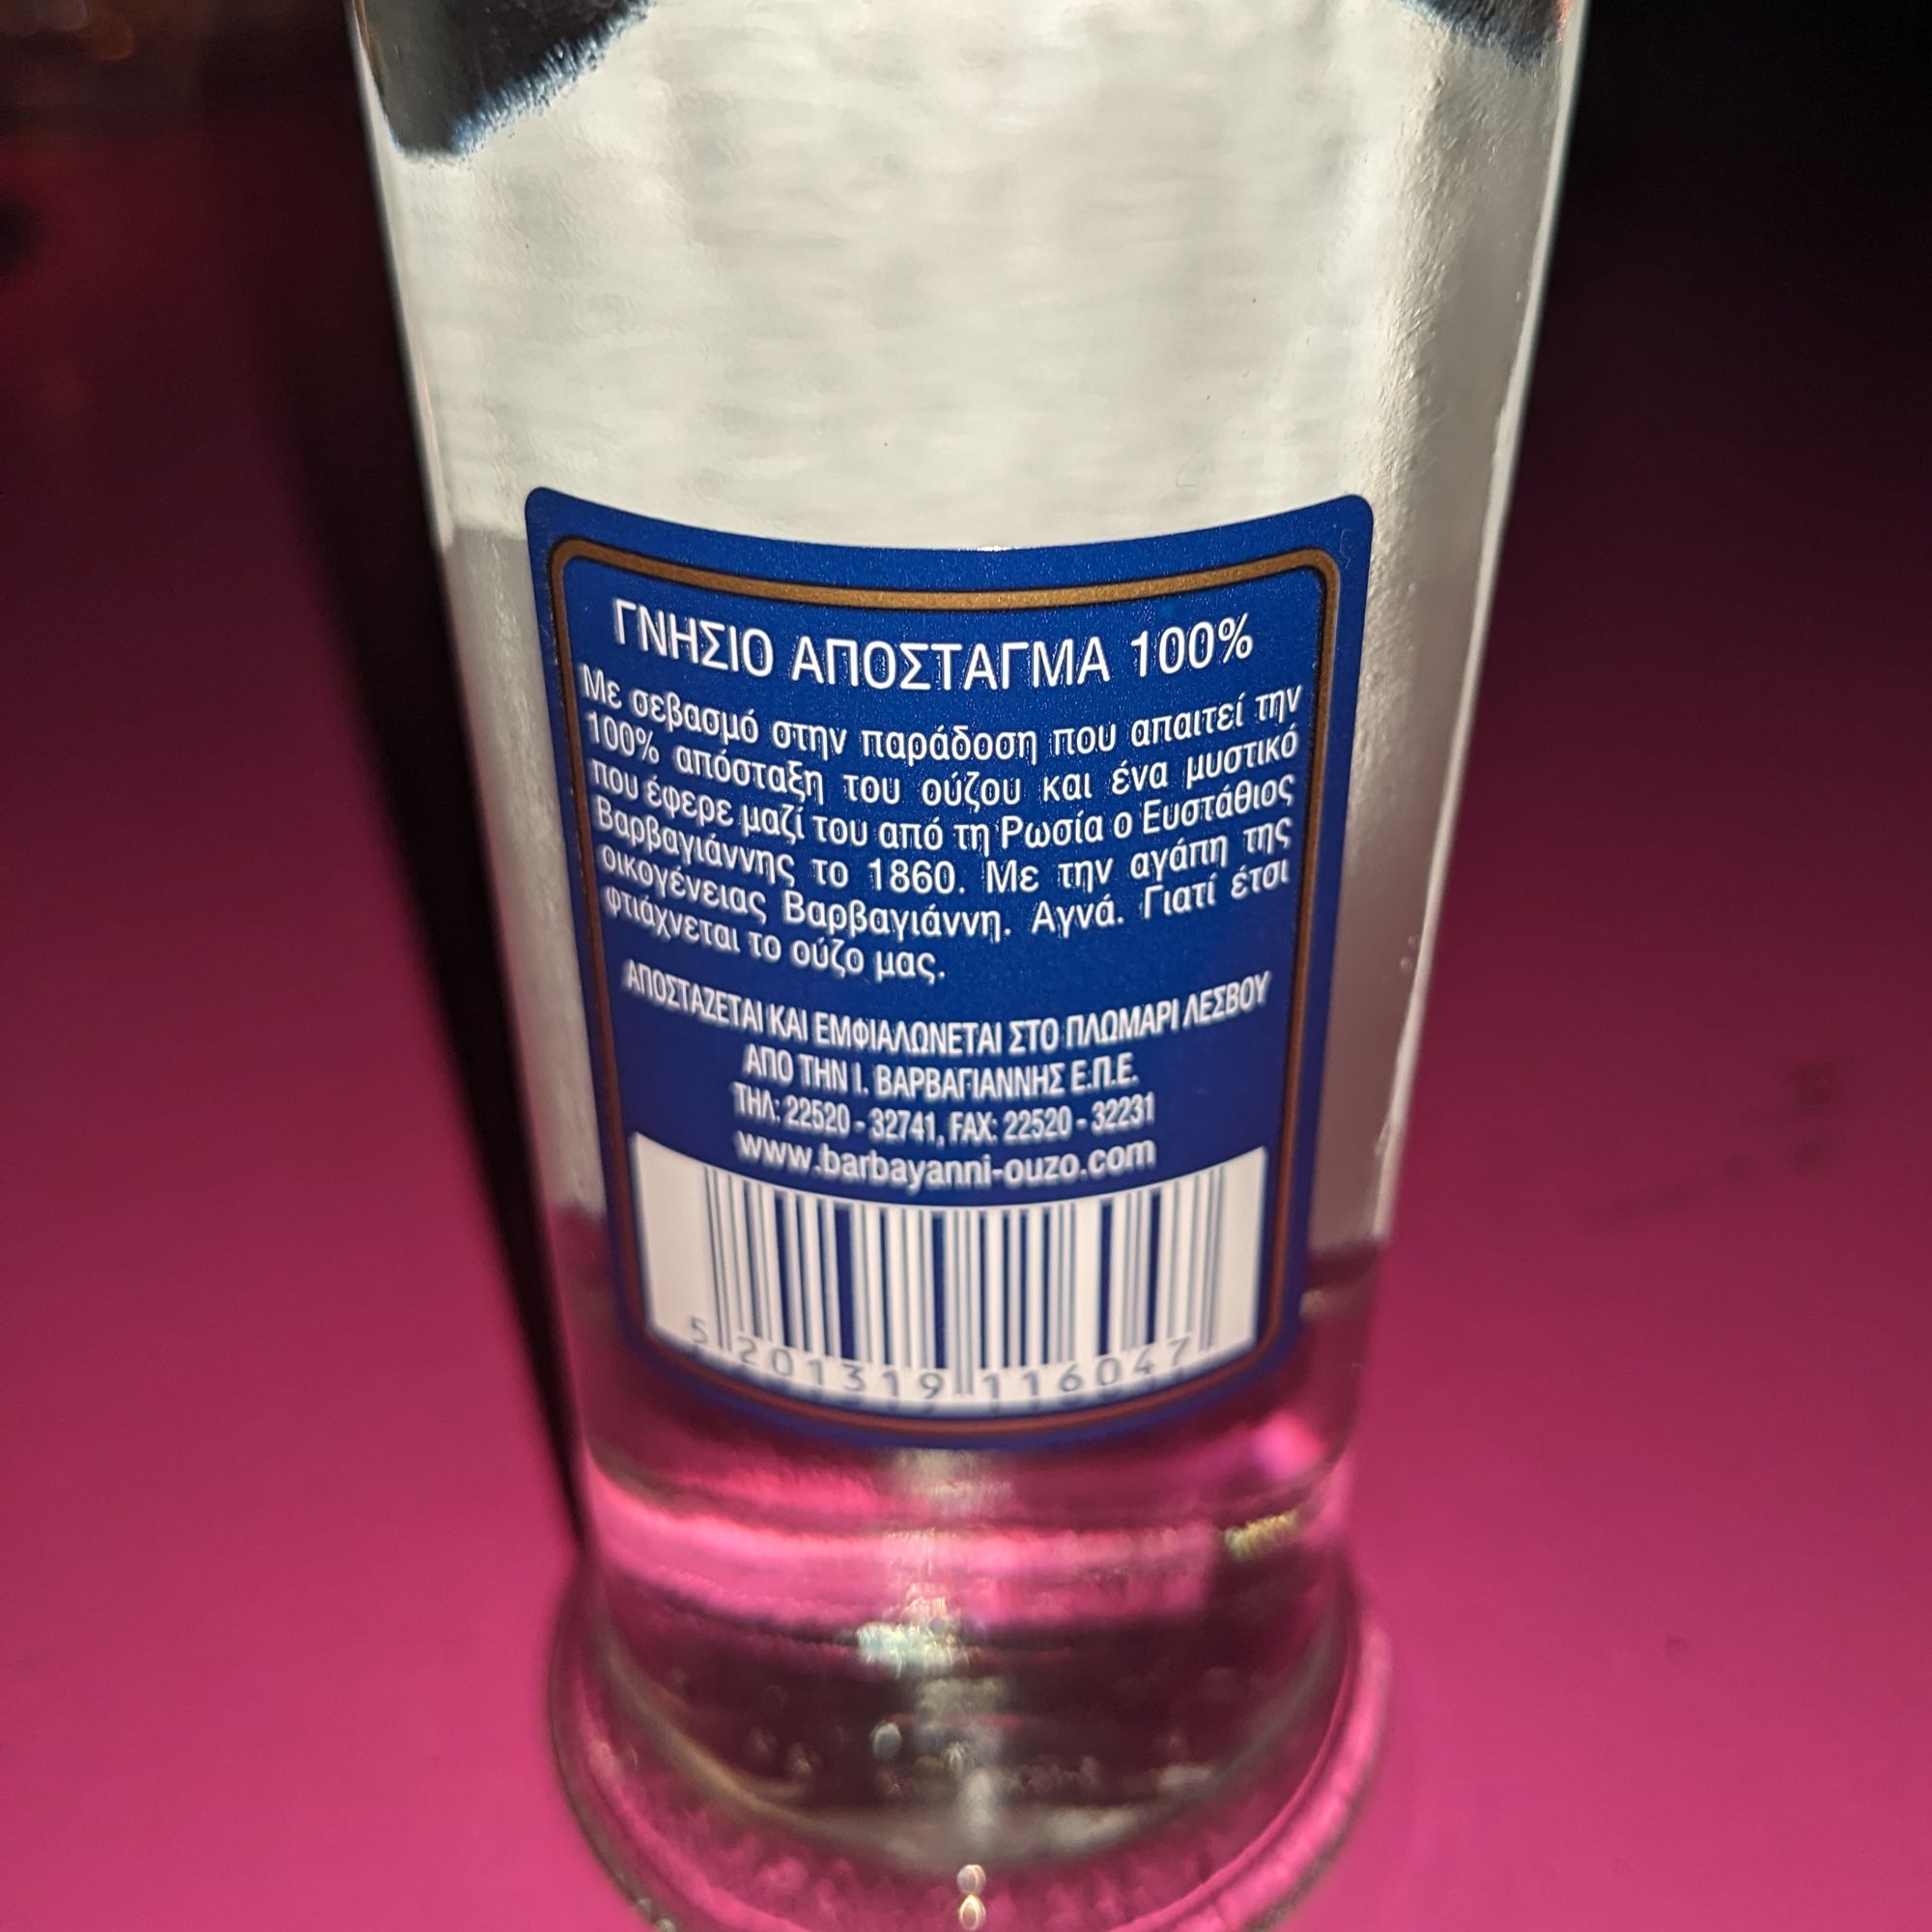 ΓΝΗΣΙΟ ΑΠΟΣΤΑΓΜΑ 100%
Με σεβασμό στην παράδοση που απαιτεί την
100% απόσταξη του ούζου και ένα μυστικό
που έφερε μαζί του από τη Ρωσία ο Ευστάθιος
Βαρβαγιάννης το 1860. Με την αγάπη της
οικογένειας Βαρβαγιάννη. Αγνά. Γιατί έτσι
φτιάχνεται το ούζο μας.
ΑΠΟΣΤΑΖΕΤΑΙ ΚΑΙ ΕΜΦΙΑΛΩΝΕΤΑΙ ΣΤΟ ΠΛΩΜΑΡΙ ΛΕΣΒΟΥ
ΑΠΟ ΤΗΝ Ι. ΒΑΡΒΑΓΙΑΝΝΗΣ Ε.Π.Ε.
ΤΗΛ: 22520 - 32741, FAX: 22520 - 32231
www.barbayanni-ouzo.com
5 201319 116047